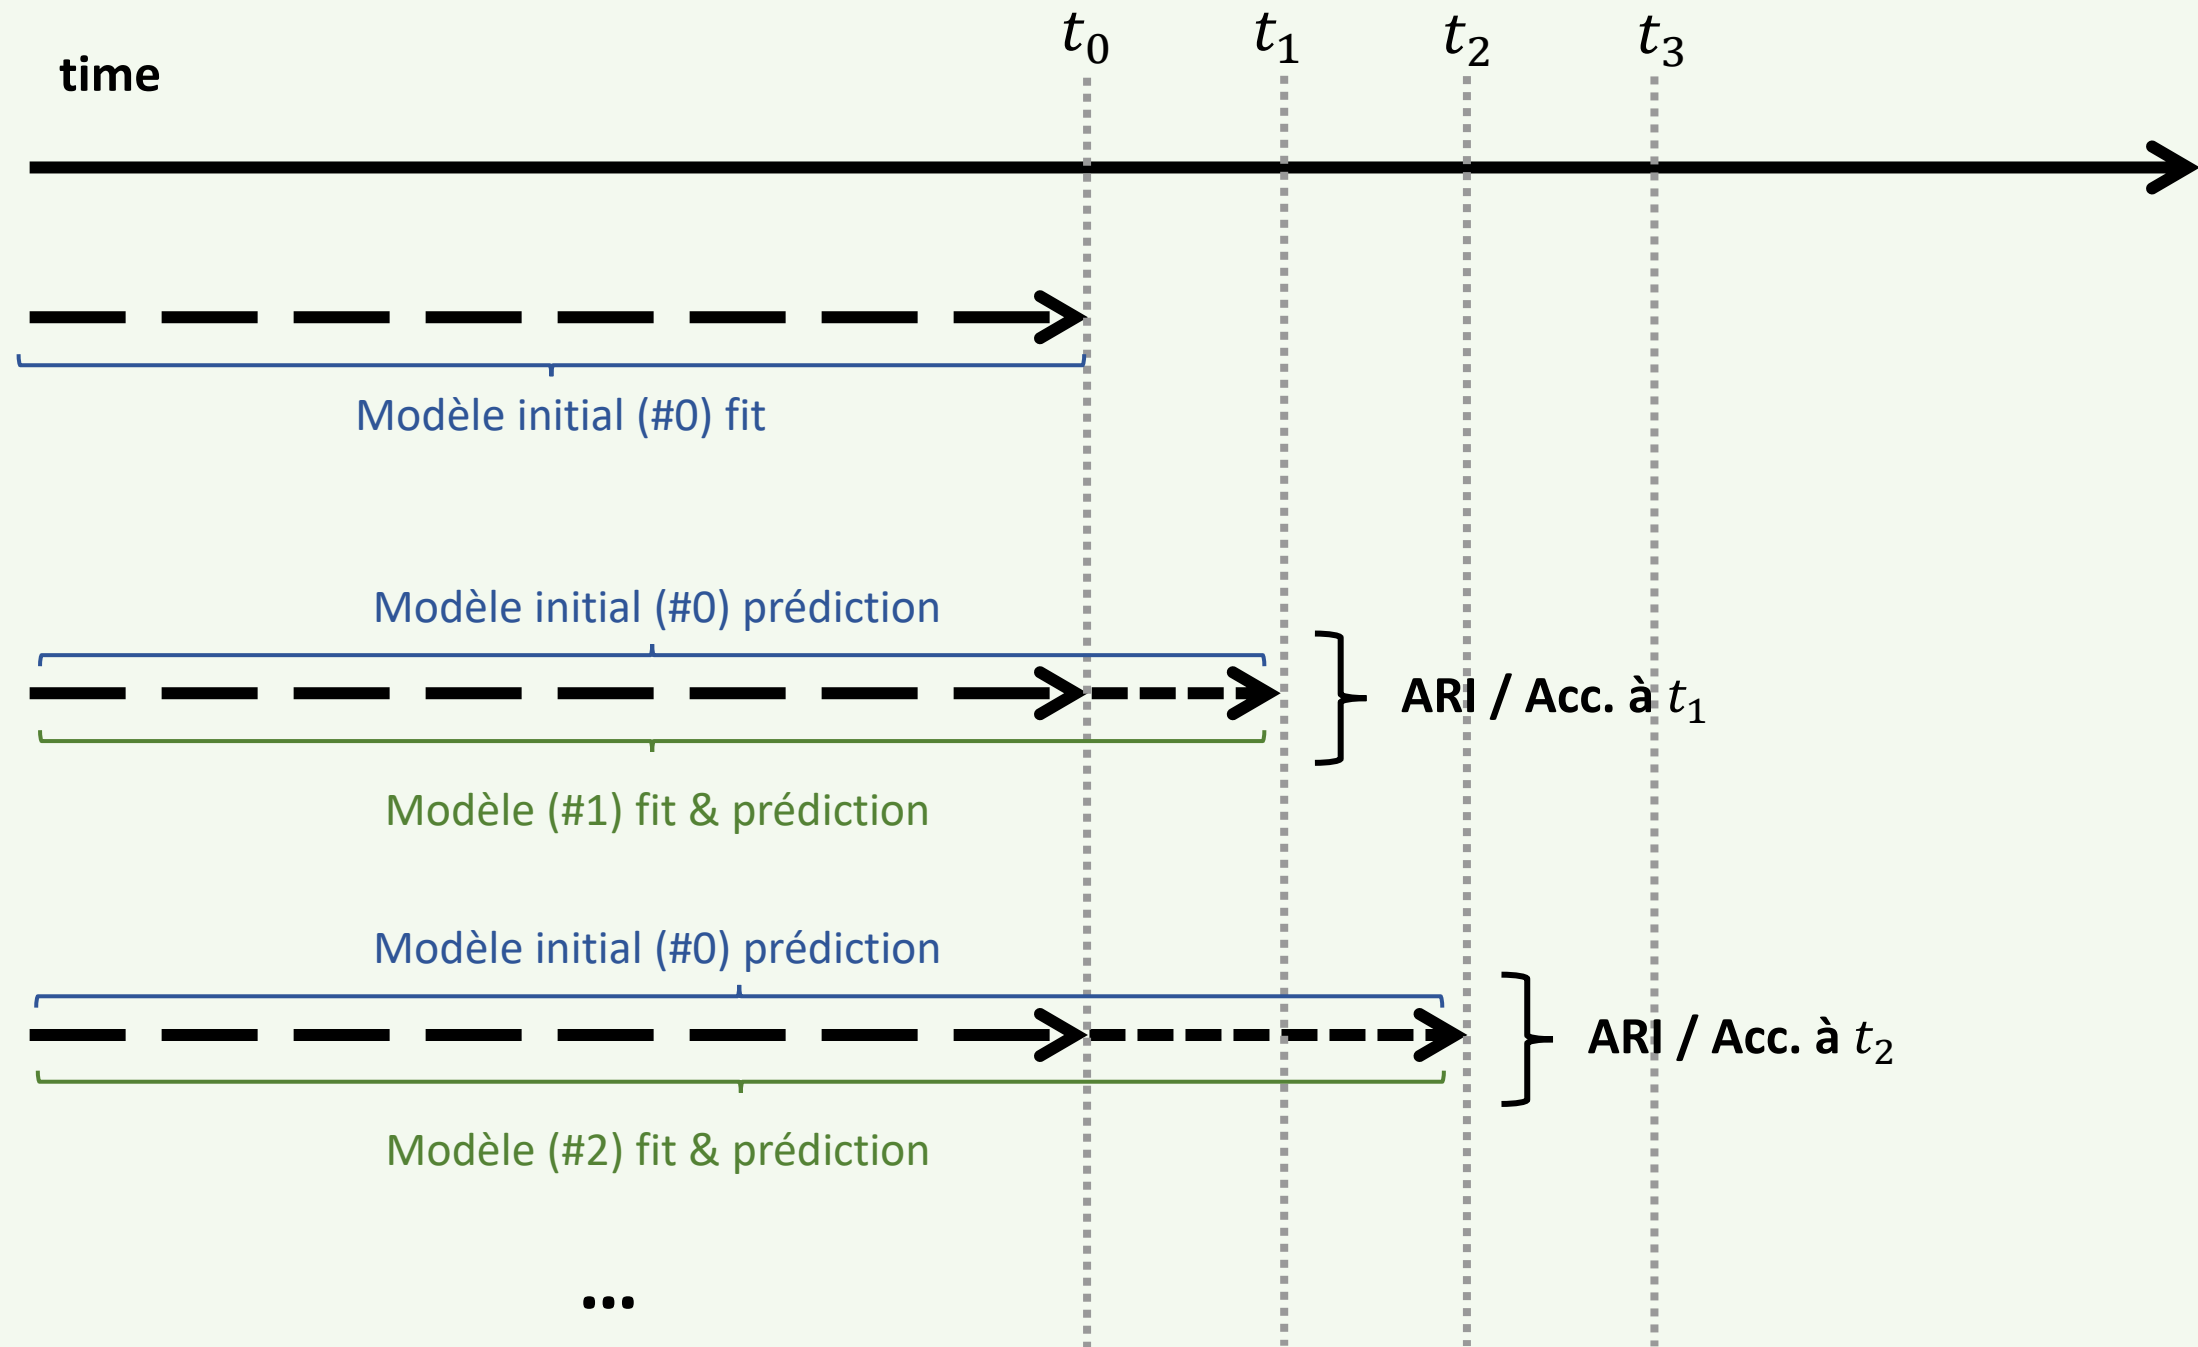 t₀ t₁ t₂ t₃
time
Modèle initial (#0) fit
Modèle initial (#0) prédiction
ARI / Acc. à t₁
Modèle (#1) fit & prédiction
Modèle initial (#0) prédiction
ARI / Acc. à t₂
Modèle (#2) fit & prédiction
...